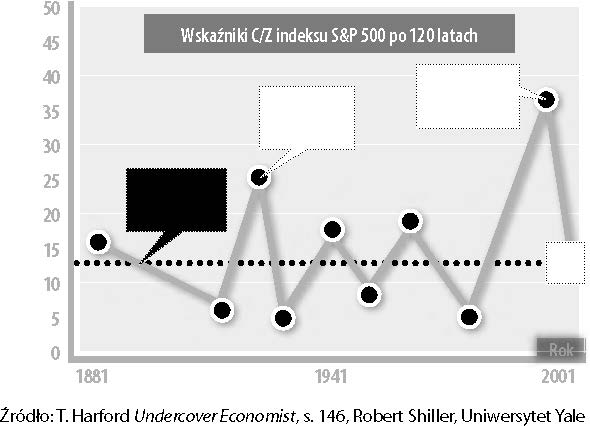 Wskaźniki C/Z indeksu S&P 500 po 120 latach
50
45
40
35
30
25
20
15
10
5
0
Rok
1881 1941 2001
Źródło: T. Harford Undercover Economist, s. 146, Robert Shiller, Uniwersytet Yale